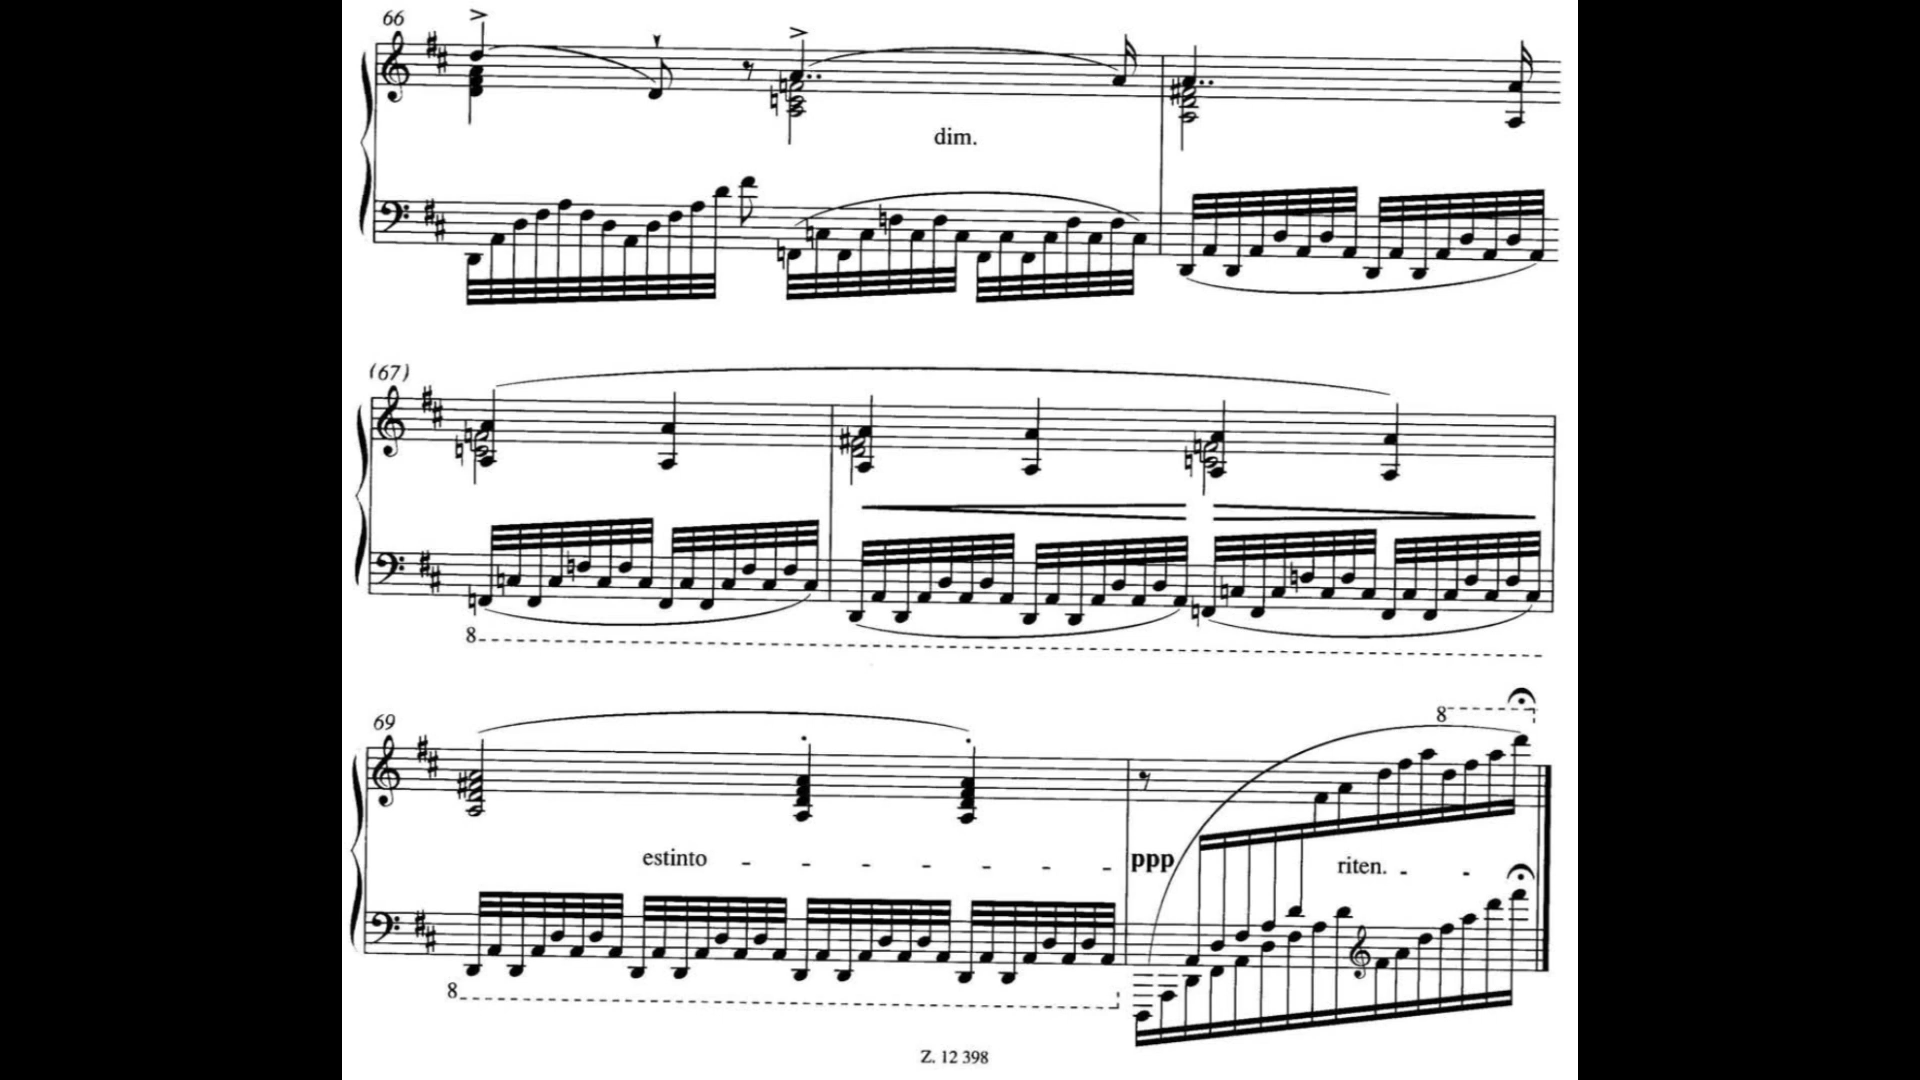 66
dim.
(67)
8
69
8
estinto
ppp
riten.
8
Z. 12 398